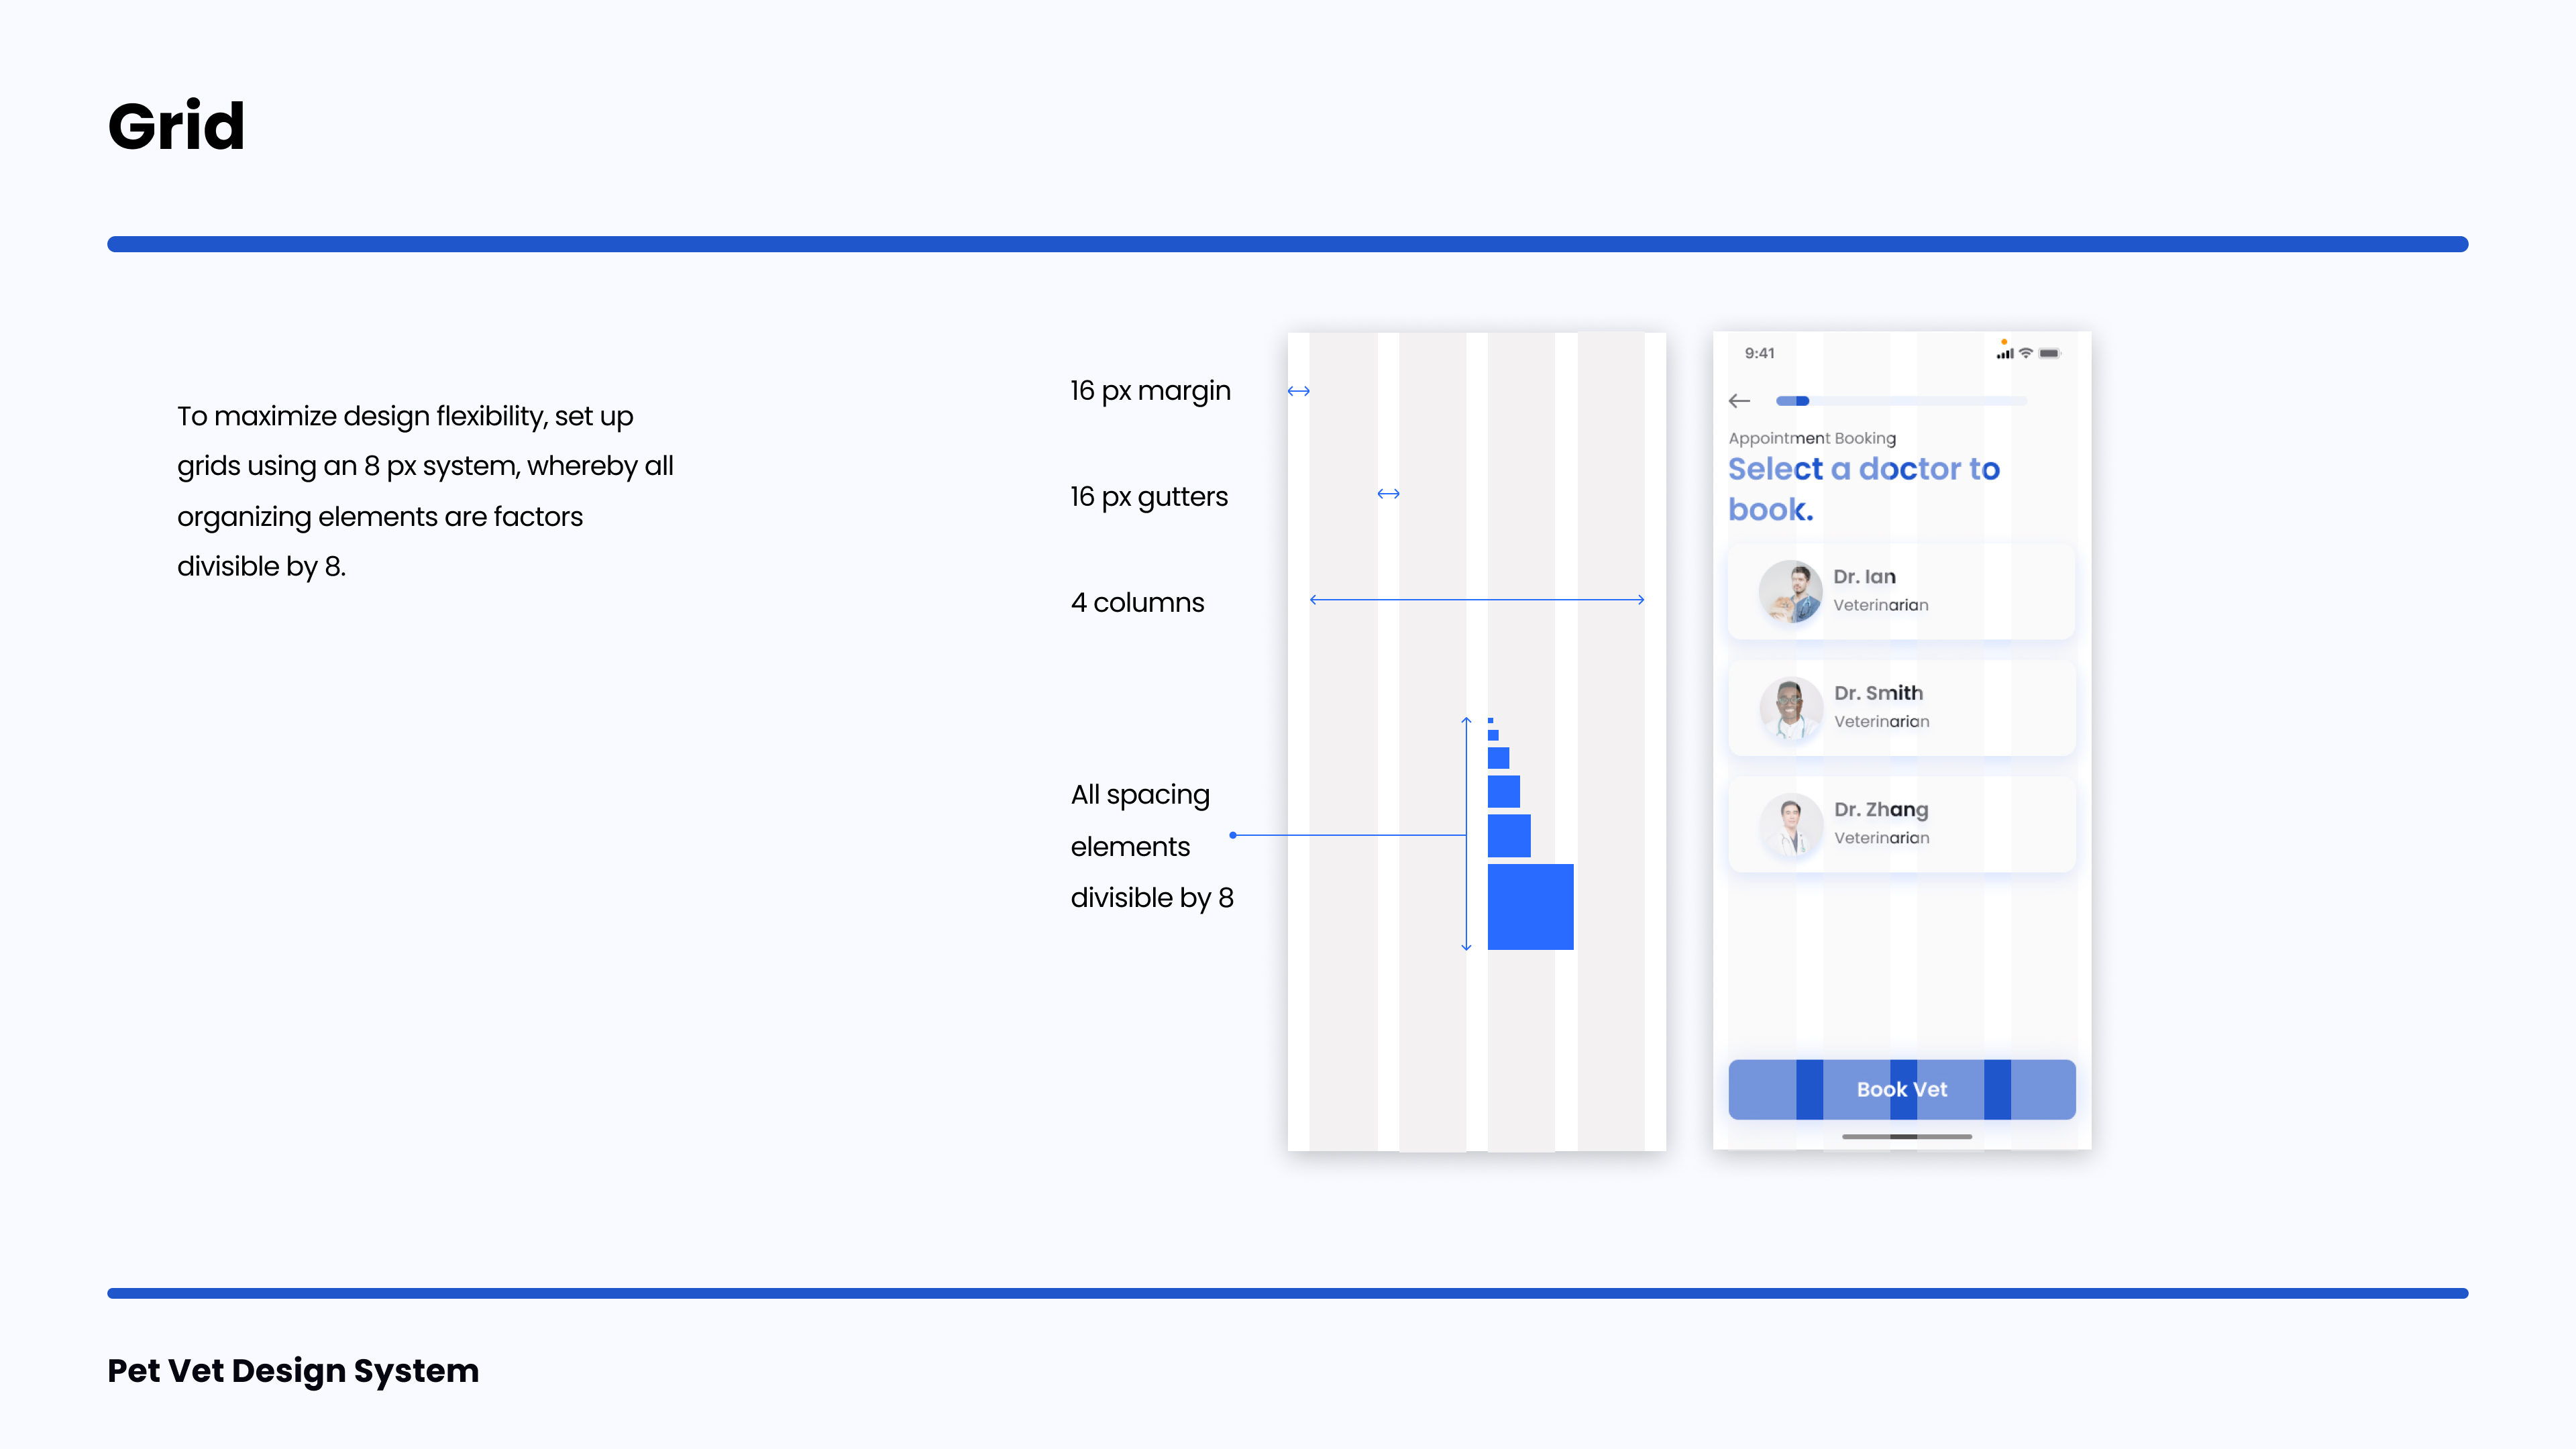 Grid
To maximize design flexibility, set up
grids using an 8 px system, whereby all
organizing elements are factors
divisible by 8.
16 px margin
16 px gutters
4 columns
All spacing
elements
divisible by 8
9:41
Appointment Booking
Select a doctor to
book.
Dr. Ian
Veterinarian
Dr. Smith
Veterinarian
Dr. Zhang
Veterinarian
Book Vet
Pet Vet Design System